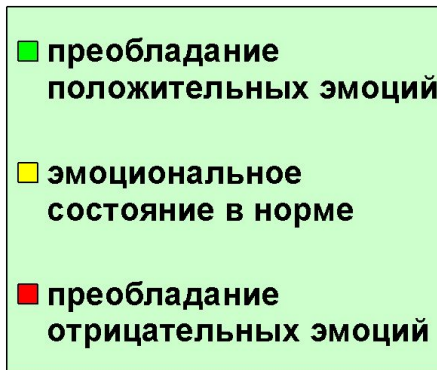 преобладание
положительных эмоций
эмоциональное
состояние в норме
преобладание
отрицательных эмоций